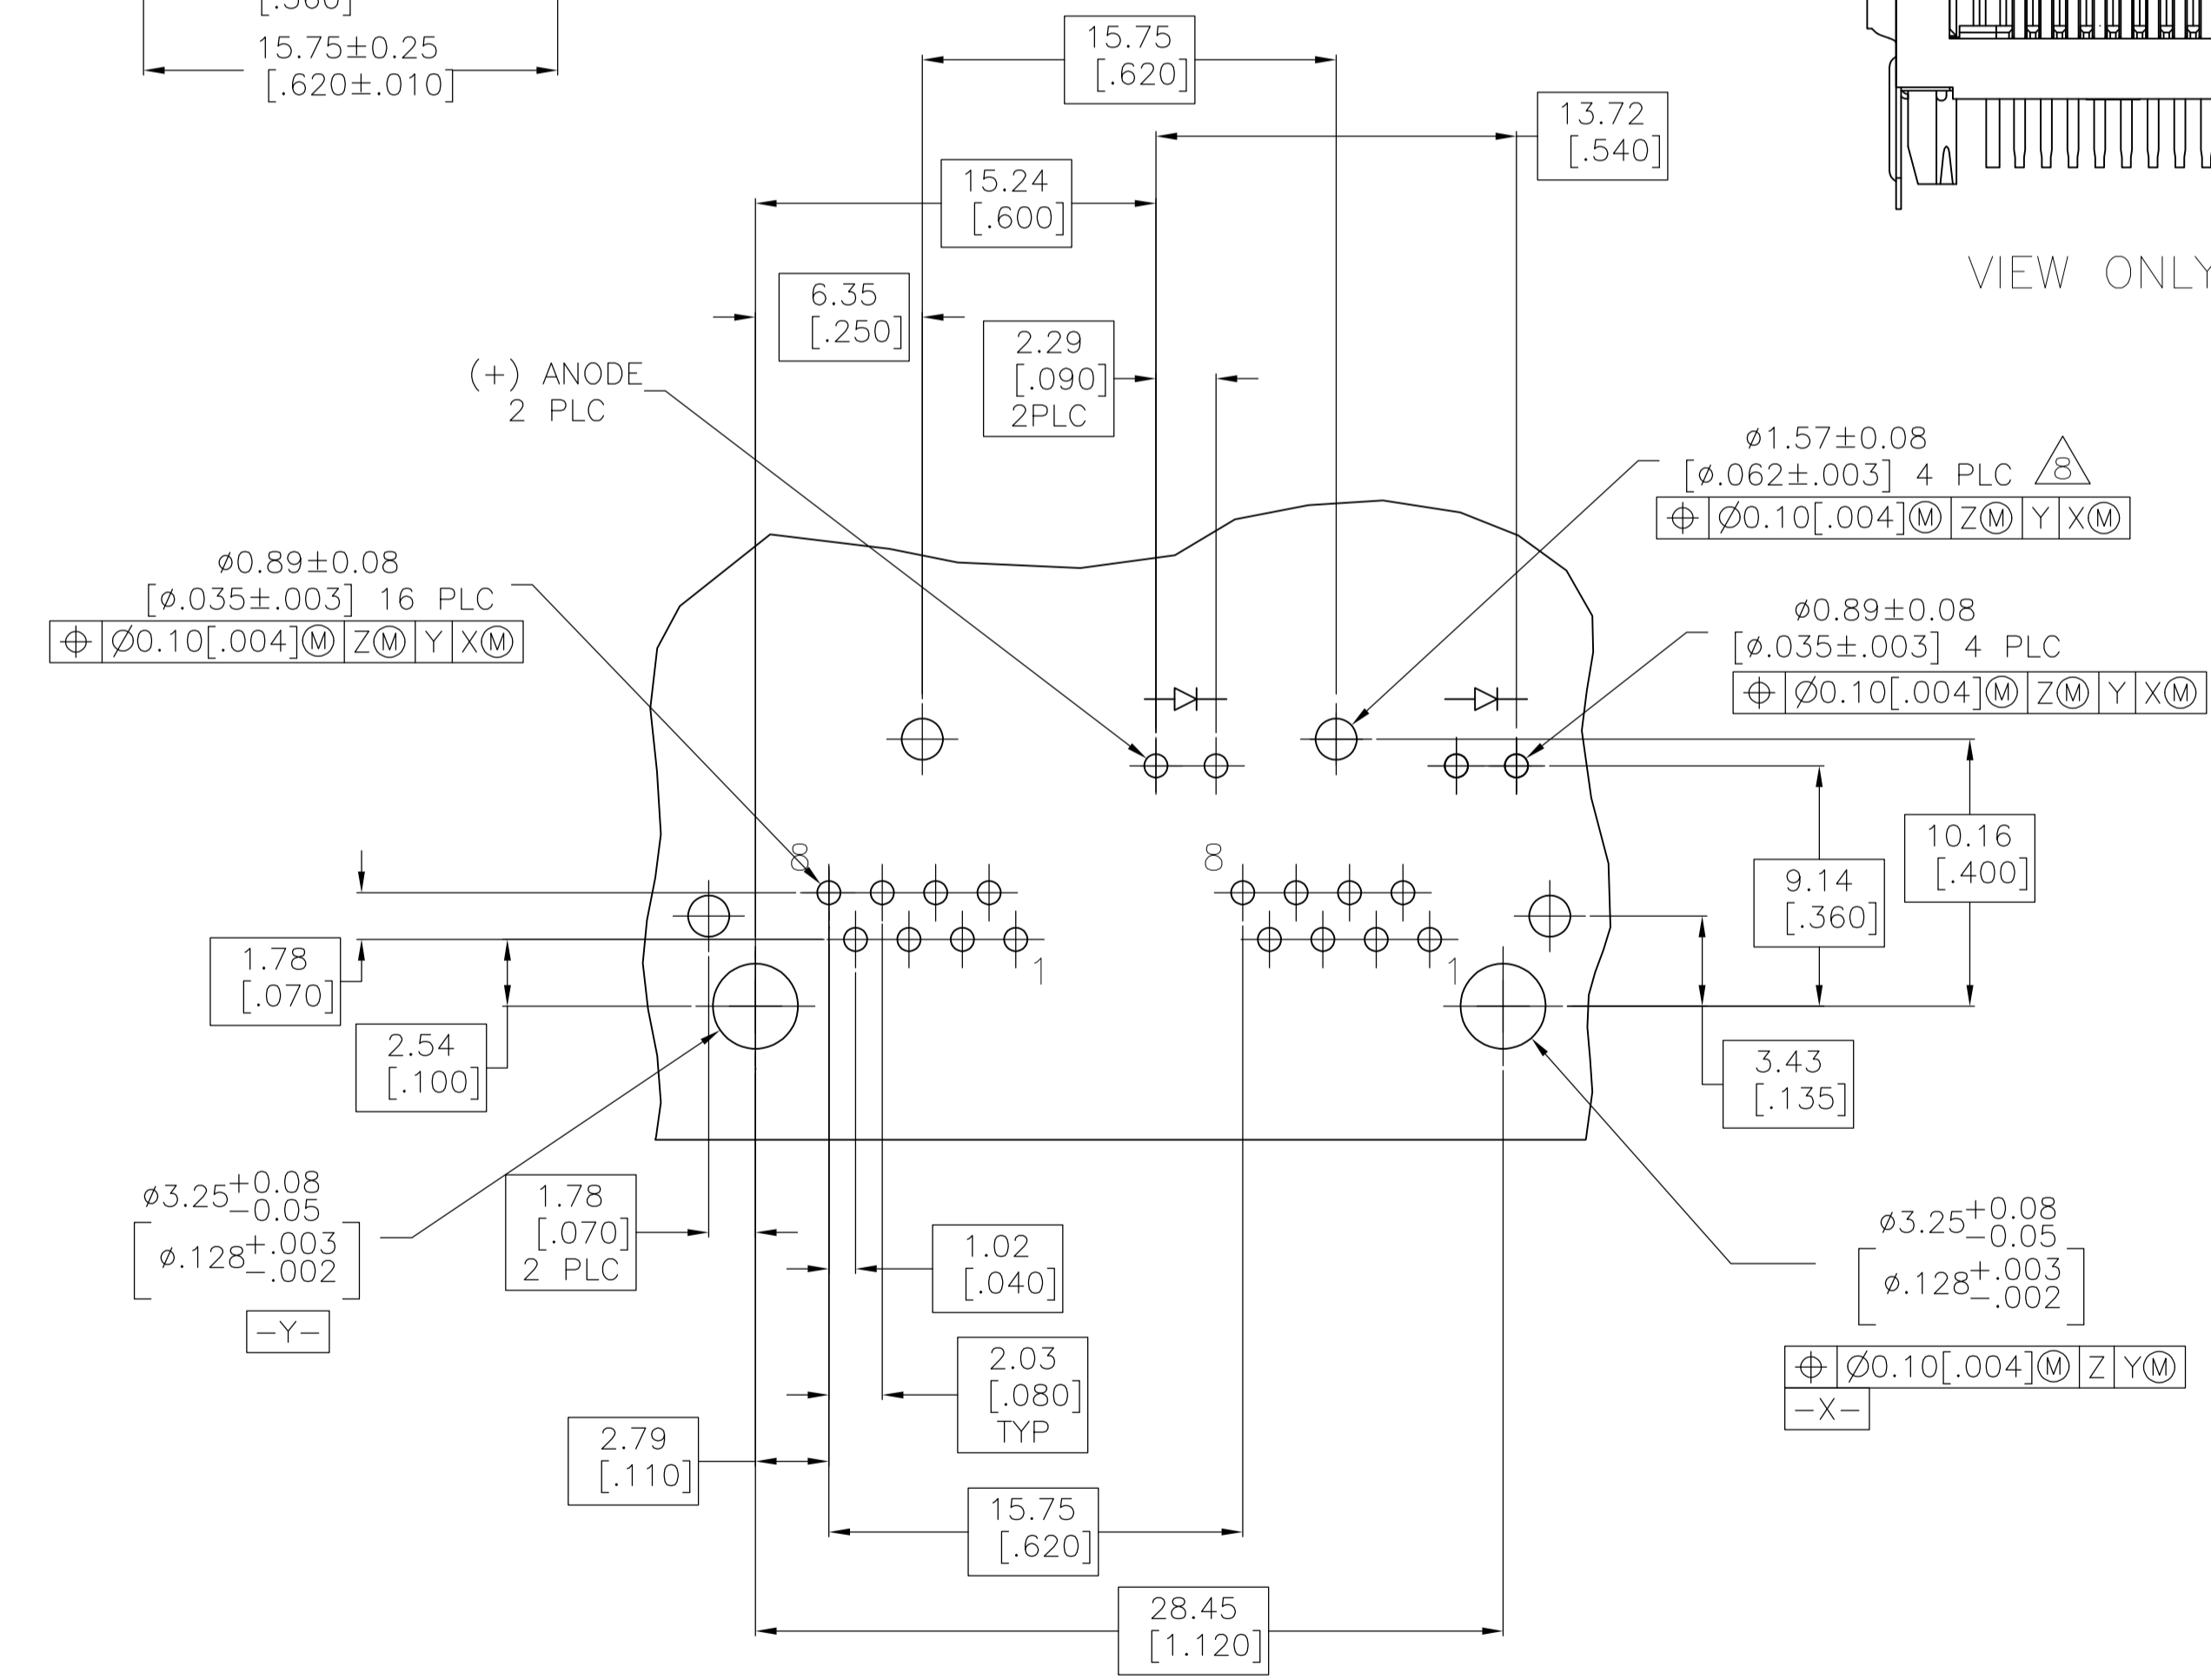 [.560]
15.75±0.25
[.620±.010]
15.75
[.620]
13.72
[.540]
15.24
[.600]
VIEW ONLY
6.35
[.250]
2.29
[.090]
2PLC
(+) ANODE
2 PLC
ø1.57±0.08
[ø.062±.003] 4 PLC 8
⌖ Ø0.10[.004]Ⓜ ZⓂ Y XⓂ
ø0.89±0.08
[ø.035±.003] 16 PLC
⌖ Ø0.10[.004]Ⓜ ZⓂ Y XⓂ
ø0.89±0.08
[ø.035±.003] 4 PLC
⌖ Ø0.10[.004]Ⓜ ZⓂ Y XⓂ
8
8
1
1
10.16
[.400]
9.14
[.360]
1.78
[.070]
2.54
[.100]
3.43
[.135]
ø3.25+0.08
−0.05
[ø.128+.003
−.002]
-Y-
1.78
[.070]
2 PLC
1.02
[.040]
2.03
[.080]
TYP
ø3.25+0.08
−0.05
[ø.128+.003
−.002]
⌖ Ø0.10[.004]Ⓜ Z YⓂ
-X-
2.79
[.110]
15.75
[.620]
28.45
[1.120]